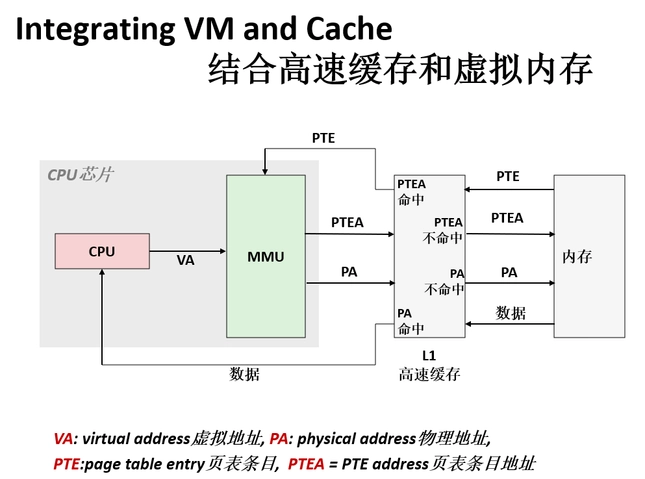 Integrating VM and Cache
结合高速缓存和虚拟内存
PTE
CPU芯片
CPU
VA
MMU
PTEA
PA
PTEA
命中
PTEA
不命中
PA
不命中
PA
命中
PTE
PTEA
PA
数据
内存
数据
L1
高速缓存
VA: virtual address虚拟地址, PA: physical address物理地址,
PTE:page table entry页表条目, PTEA = PTE address页表条目地址